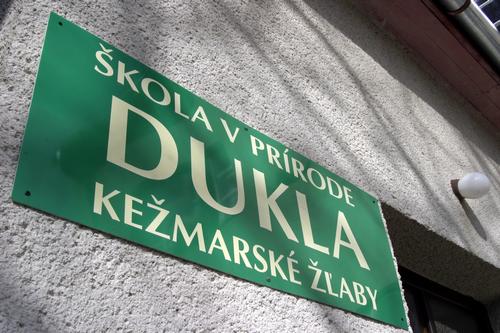 ŠKOLA V PRÍRODE
DUKLA
KEŽMARSKÉ ŽĽABY